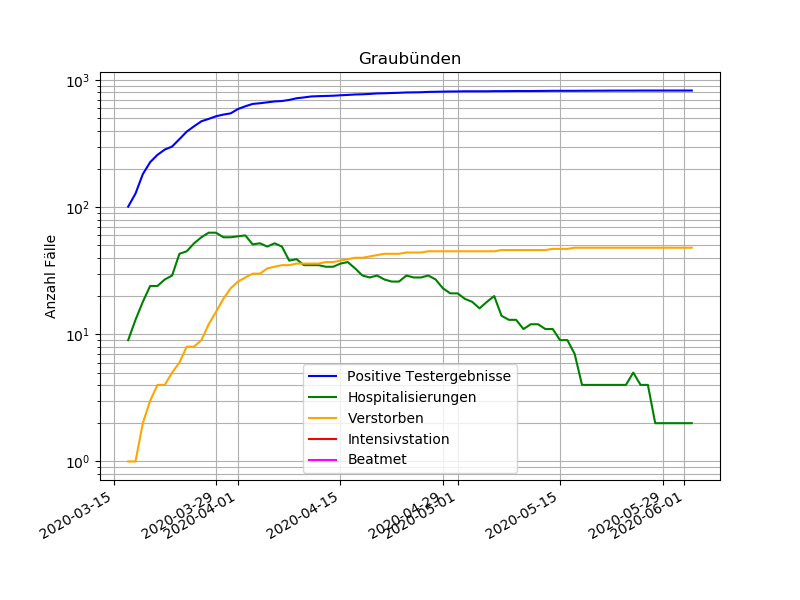 Graubünden
Anzahl Fälle
10³
10²
10¹
10⁰
Positive Testergebnisse
Hospitalisierungen
Verstorben
Intensivstation
Beatmet
2020-03-15
2020-03-29
2020-04-01
2020-04-15
2020-04-29
2020-05-01
2020-05-15
2020-05-29
2020-06-01